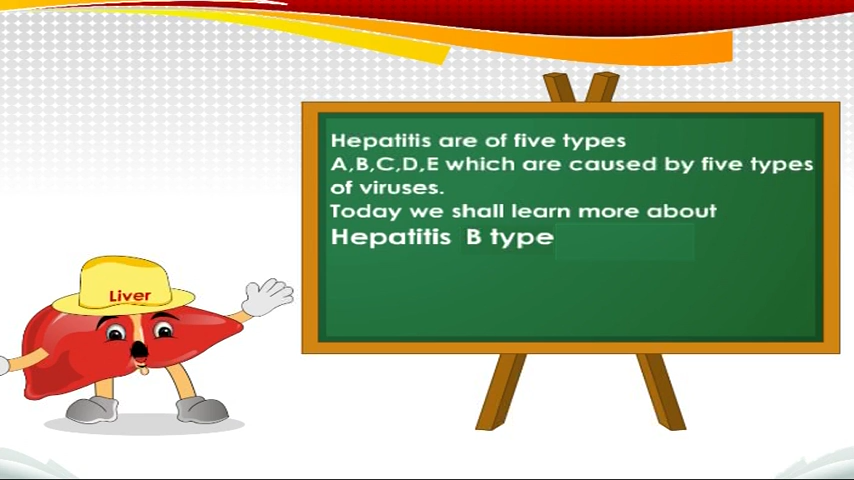 Hepatitis are of five types
A,B,C,D,E which are caused by five types
of viruses.
Today we shall learn more about
Hepatitis B type
Liver